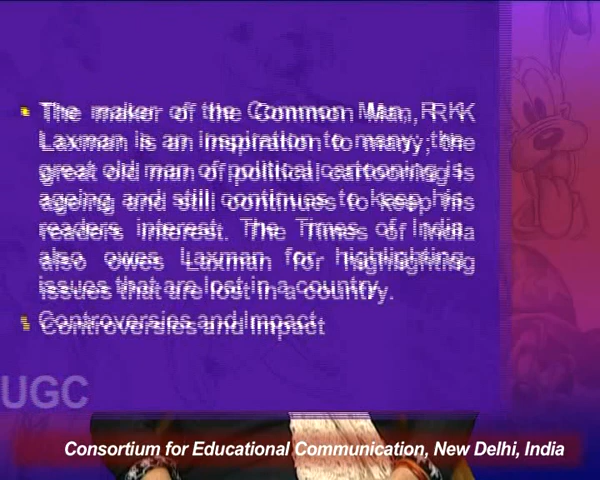 The maker of the Common Man, R K
Laxman is an inspiration to many; the
great old man of political cartooning is
ageing and still continues to keep his
readers interest. The Times of India
also owes Laxman for highlighting
issues that are lost in a country.
Controversies and Impact
UGC
Consortium for Educational Communication, New Delhi, India